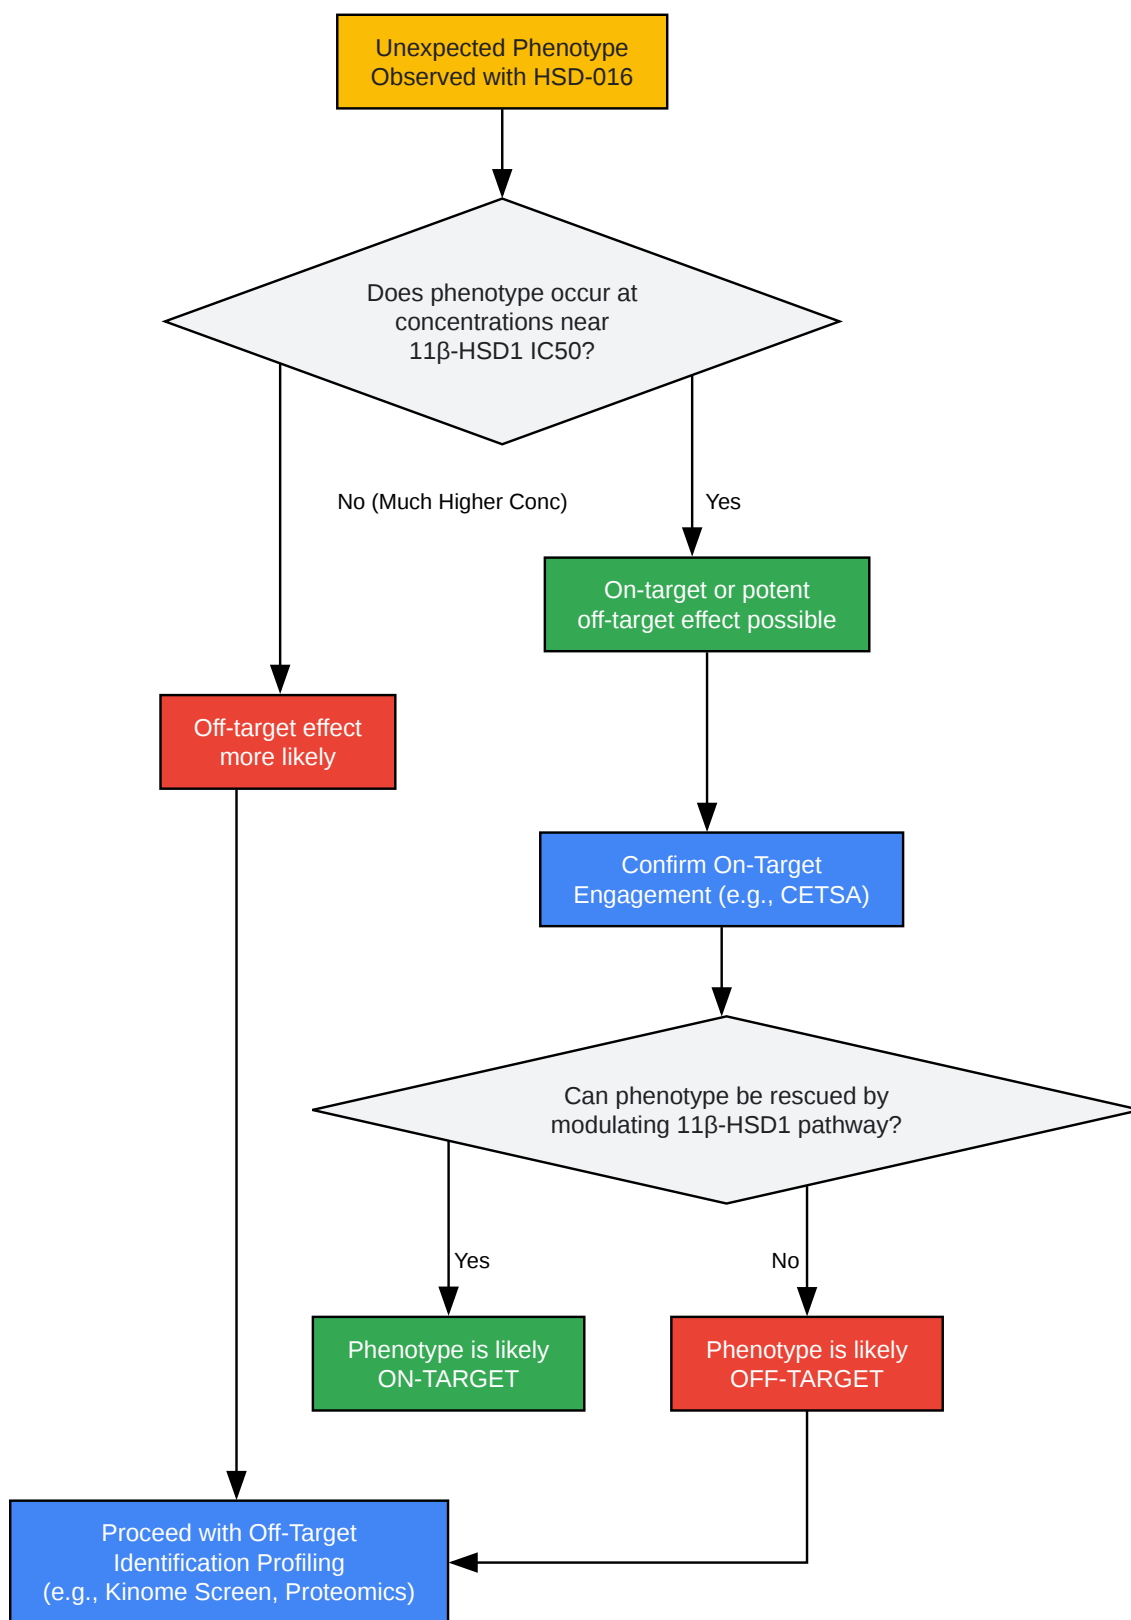 Unexpected Phenotype
Observed with HSD-016
Does phenotype occur at
concentrations near
11β-HSD1 IC50?
No (Much Higher Conc)
Yes
On-target or potent
off-target effect possible
Off-target effect
more likely
Confirm On-Target
Engagement (e.g., CETSA)
Can phenotype be rescued by
modulating 11β-HSD1 pathway?
Yes
No
Phenotype is likely
ON-TARGET
Phenotype is likely
OFF-TARGET
Proceed with Off-Target
Identification Profiling
(e.g., Kinome Screen, Proteomics)